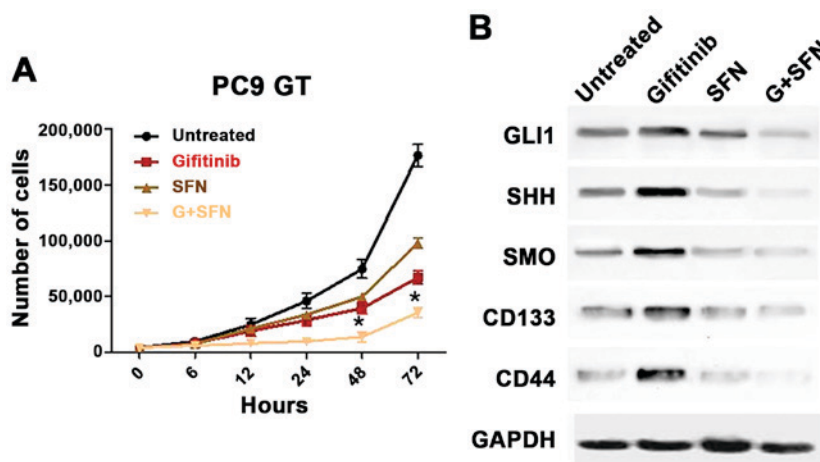 A
PC9 GT
Number of cells
200,000
150,000
100,000
50,000
0
Untreated
Gifitinib
SFN
G+SFN
*
*
0
6
12
24
48
72
Hours
B
Untreated
Gifitinib
SFN
G+SFN
GLI1
SHH
SMO
CD133
CD44
GAPDH